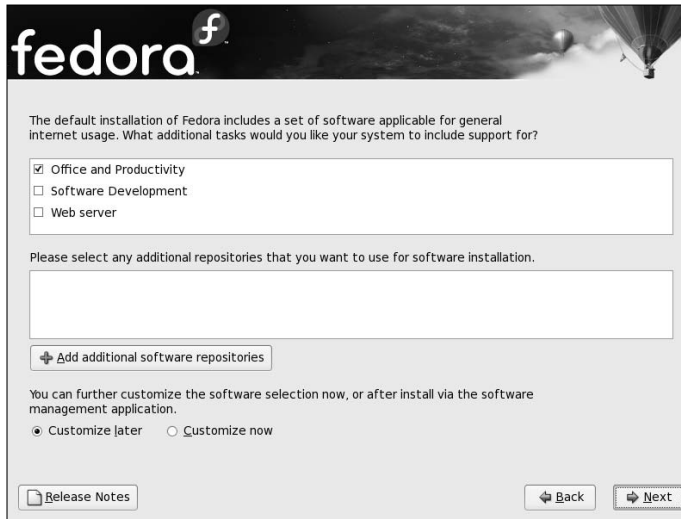 fedora
The default installation of Fedora includes a set of software applicable for general
internet usage. What additional tasks would you like your system to include support for?
Office and Productivity
Software Development
Web server
Please select any additional repositories that you want to use for software installation.
Add additional software repositories
You can further customize the software selection now, or after install via the software
management application.
Customize later Customize now
Release Notes Back Next